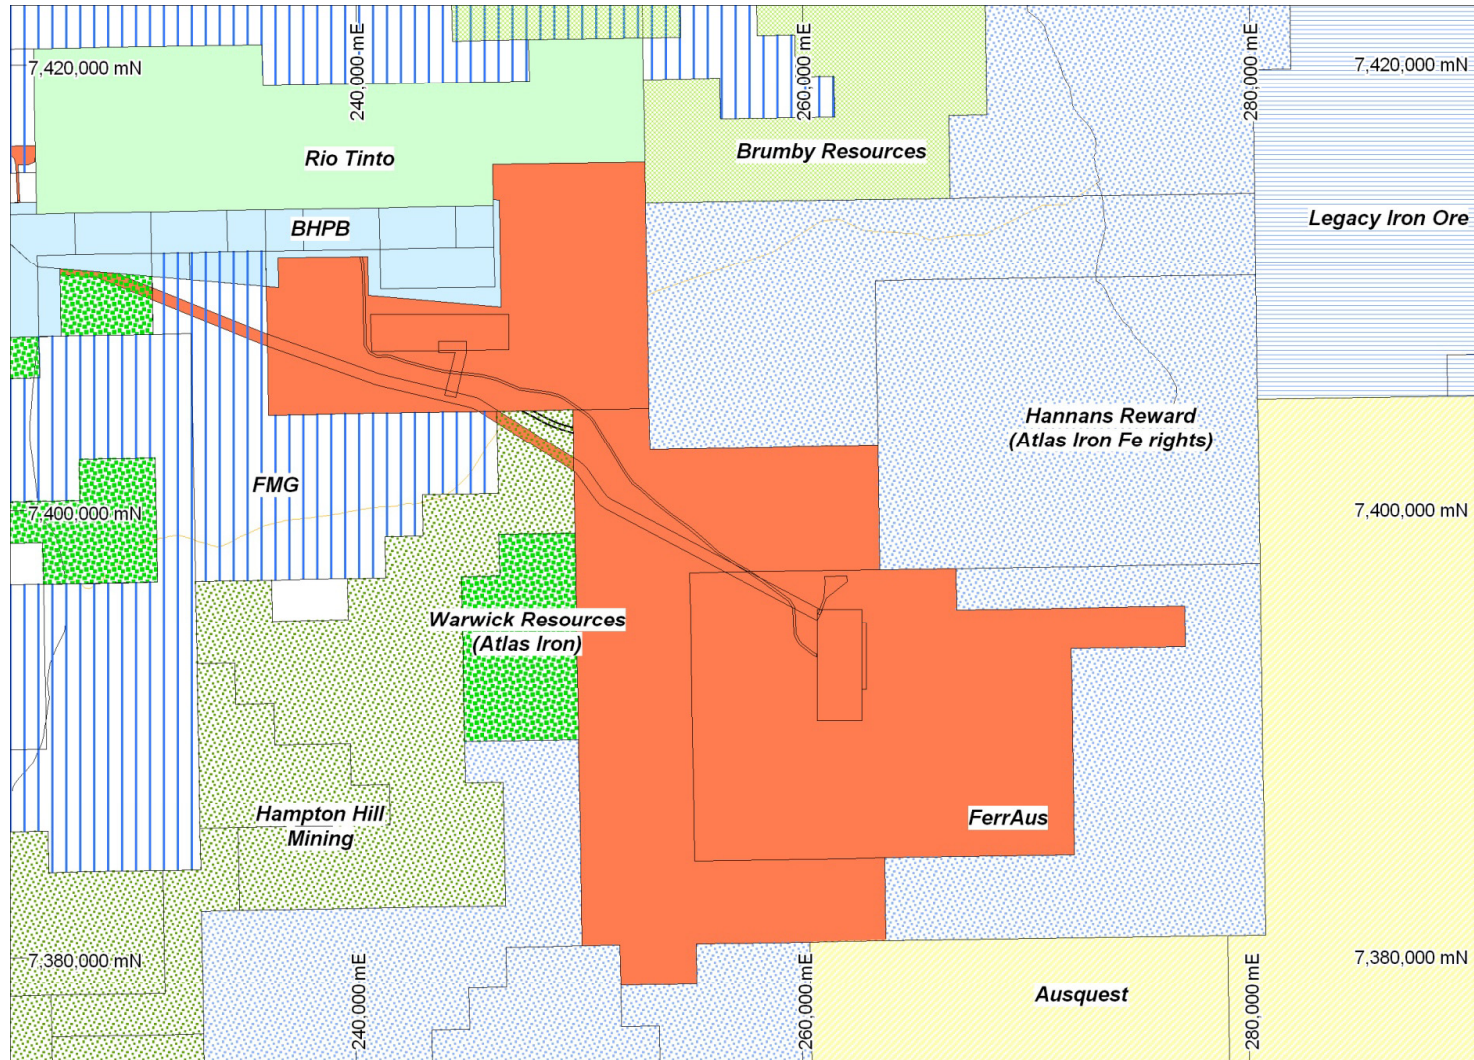 7,420,000 mN
240,000 mE
260,000 mE
280,000 mE
7,420,000 mN
Rio Tinto
Brumby Resources
BHPB
Legacy Iron Ore
Hannans Reward
(Atlas Iron Fe rights)
FMG
7,400,000 mN
7,400,000 mN
Warwick Resources
(Atlas Iron)
Hampton Hill
Mining
FerrAus
7,380,000 mN
240,000 mE
260,000 mE
280,000 mE
7,380,000 mN
Ausquest